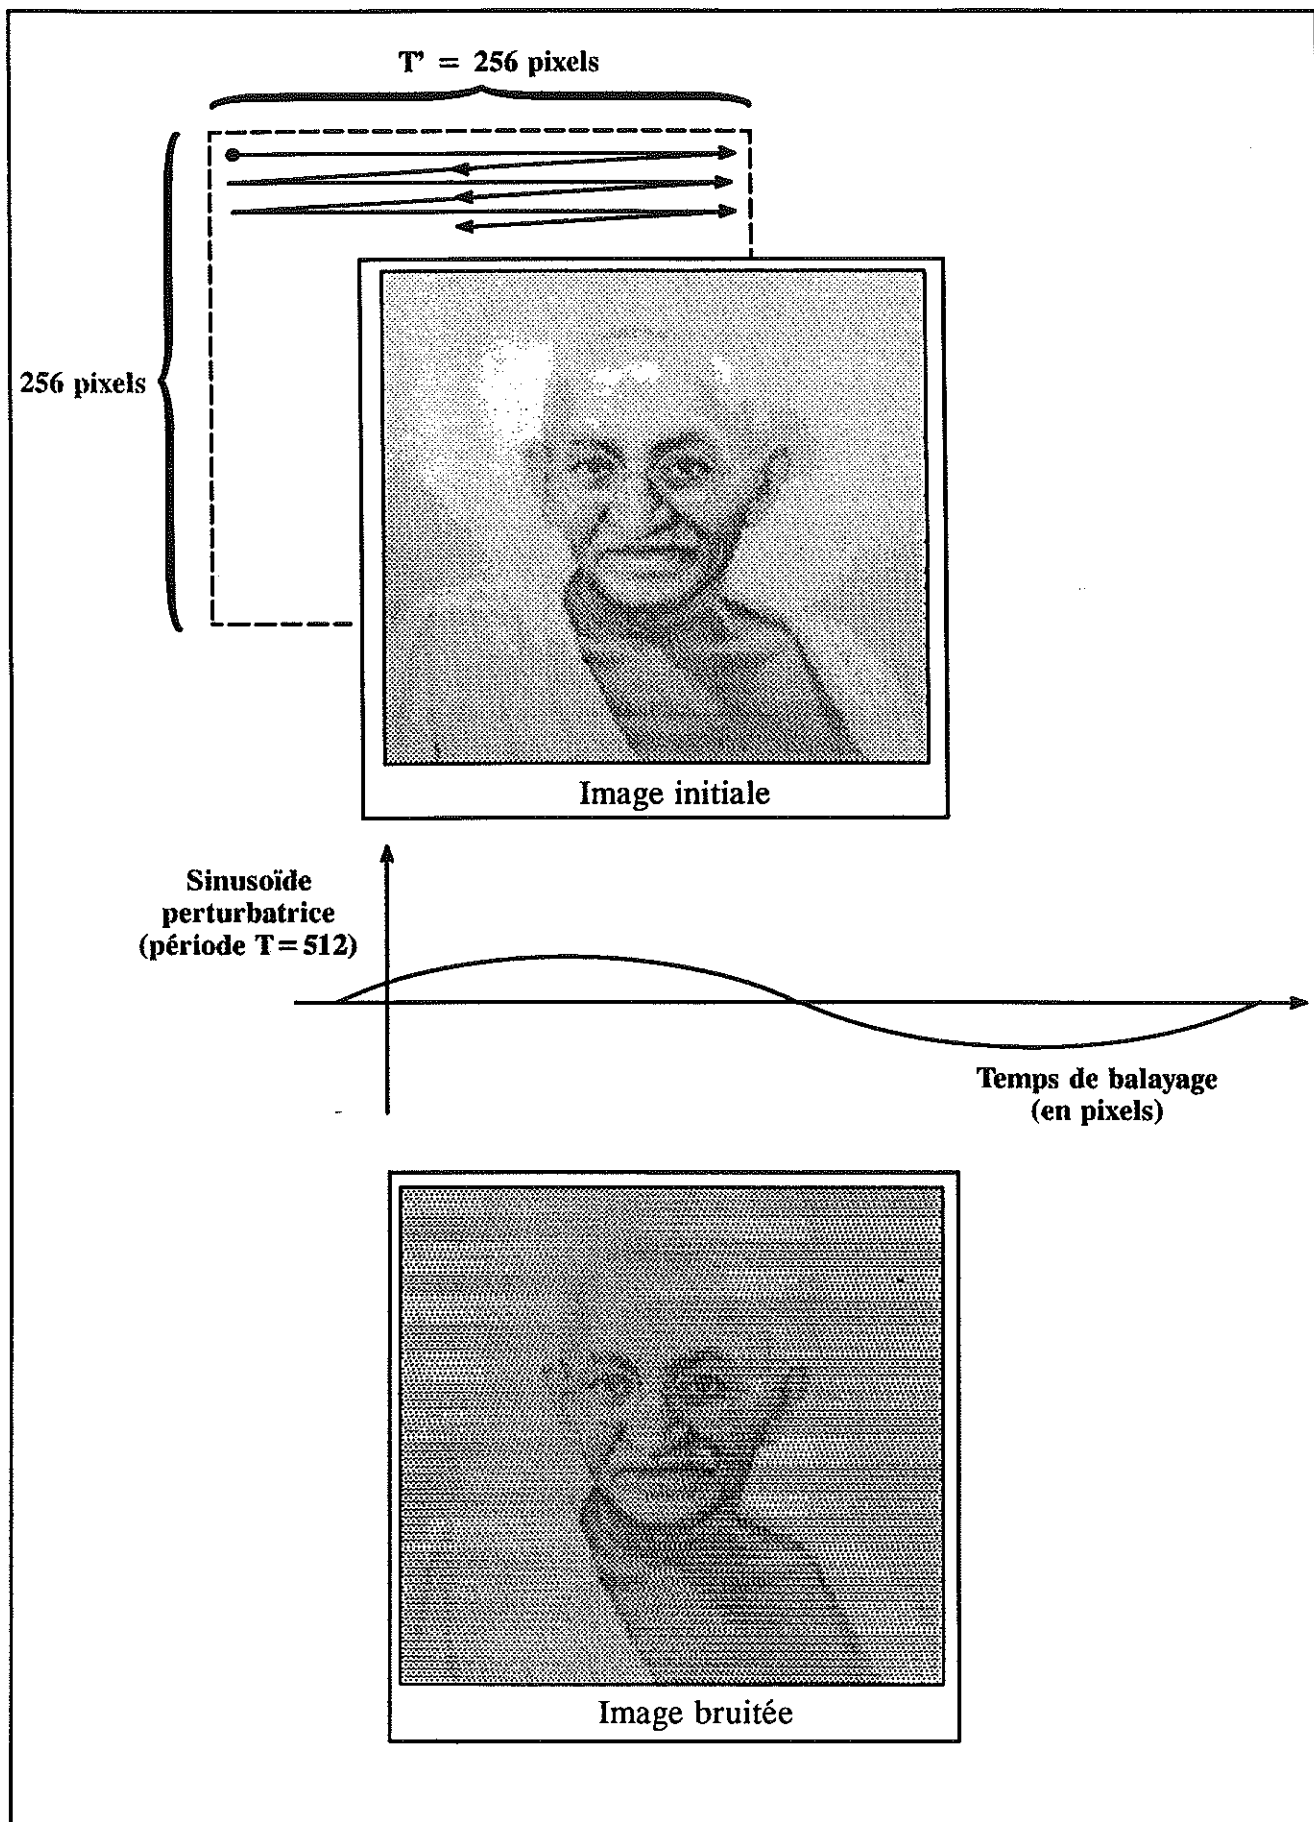 T' = 256 pixels
256 pixels
Image initiale
Sinusoïde
perturbatrice
(période T=512)
Temps de balayage
(en pixels)
Image bruitée